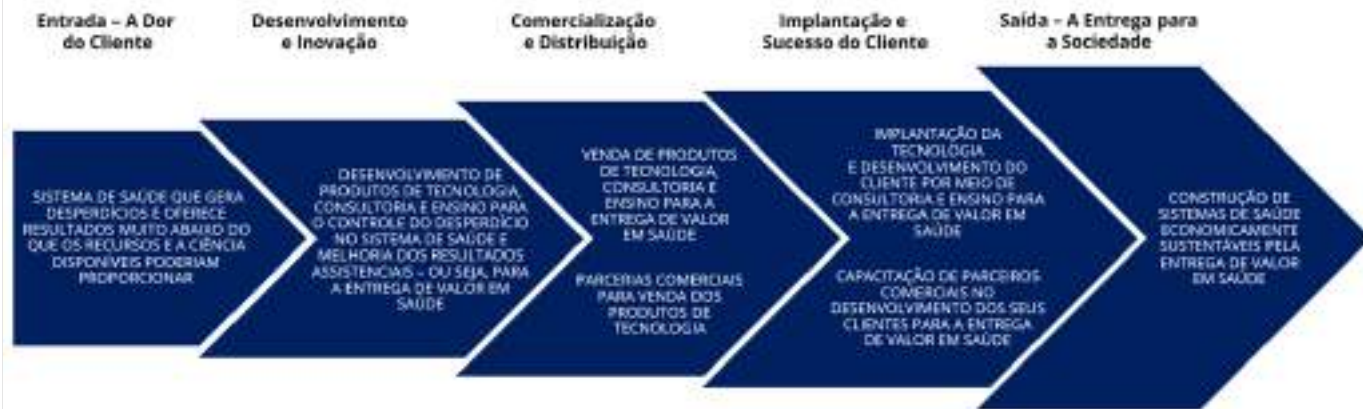 Entrada – A Dor
do Cliente
SISTEMA DE SAÚDE QUE GERA
DESPERDÍCIOS E OFERECE
RESULTADOS MUITO ABAIXO DO
QUE OS RECURSOS E A CIÊNCIA
DISPONÍVEIS PODERIAM
PROPORCIONAR
Desenvolvimento
e Inovação
DESENVOLVIMENTO DE
PRODUTOS DE TECNOLOGIA,
CONSULTORIA E ENSINO PARA
O CONTROLE DO DESPERDÍCIO
NO SISTEMA DE SAÚDE E
MELHORIA DOS RESULTADOS
ASSISTENCIAIS – OU SEJA, PARA
A ENTREGA DE VALOR EM
SAÚDE
Comercialização
e Distribuição
VENDA DE PRODUTOS
DE TECNOLOGIA,
CONSULTORIA E
ENSINO PARA A
ENTREGA DE VALOR
EM SAÚDE
PARCERIAS COMERCIAIS
PARA VENDA DOS
PRODUTOS DE
TECNOLOGIA
Implantação e
Sucesso do Cliente
IMPLANTAÇÃO DA
TECNOLOGIA
E DESENVOLVIMENTO DO
CLIENTE POR MEIO DE
CONSULTORIA E ENSINO PARA
A ENTREGA DE VALOR EM
SAÚDE
CAPACITAÇÃO DE PARCEIROS
COMERCIAIS NO
DESENVOLVIMENTO DOS SEUS
CLIENTES PARA A ENTREGA
DE VALOR EM SAÚDE
Saída – A Entrega para
a Sociedade
CONSTRUÇÃO DE
SISTEMAS DE SAÚDE
ECONOMICAMENTE
SUSTENTÁVEIS PELA
ENTREGA DE VALOR
EM SAÚDE